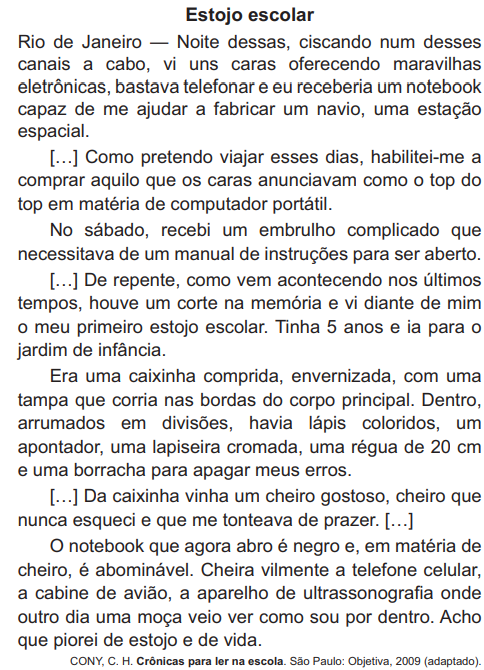 Estojo escolar
Rio de Janeiro — Noite dessas, ciscando num desses
canais a cabo, vi uns caras oferecendo maravilhas
eletrônicas, bastava telefonar e eu receberia um notebook
capaz de me ajudar a fabricar um navio, uma estação
espacial.
[…] Como pretendo viajar esses dias, habilitei-me a
comprar aquilo que os caras anunciavam como o top do
top em matéria de computador portátil.
No sábado, recebi um embrulho complicado que
necessitava de um manual de instruções para ser aberto.
[…] De repente, como vem acontecendo nos últimos
tempos, houve um corte na memória e vi diante de mim
o meu primeiro estojo escolar. Tinha 5 anos e ia para o
jardim de infância.
Era uma caixinha comprida, envernizada, com uma
tampa que corria nas bordas do corpo principal. Dentro,
arrumados em divisões, havia lápis coloridos, um
apontador, uma lapiseira cromada, uma régua de 20 cm
e uma borracha para apagar meus erros.
[…] Da caixinha vinha um cheiro gostoso, cheiro que
nunca esqueci e que me tonteava de prazer. […]
O notebook que agora abro é negro e, em matéria de
cheiro, é abominável. Cheira vilmente a telefone celular,
a cabine de avião, a aparelho de ultrassonografia onde
outro dia uma moça veio ver como sou por dentro. Acho
que piorei de estojo e de vida.
CONY, C. H. Crônicas para ler na escola. São Paulo: Objetiva, 2009 (adaptado).